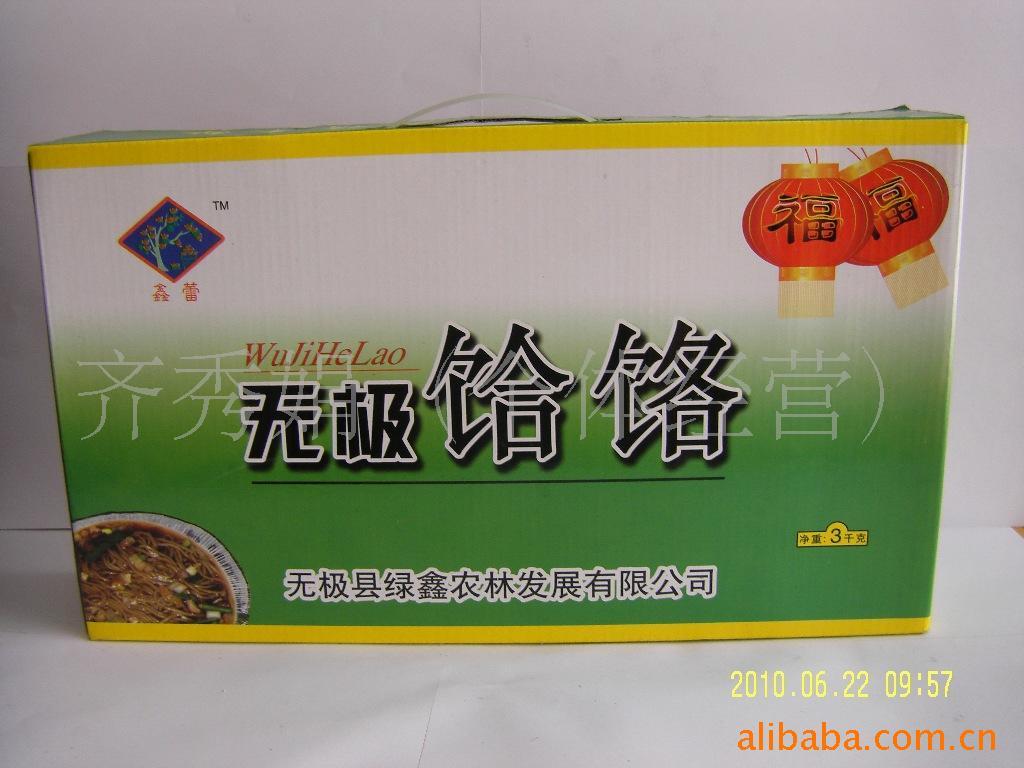 TM
鑫蕾
福
福
WuJiHeLao
无极饸饹
净重:3千克
无极县绿鑫农林发展有限公司
2010.06.22 09:57
alibaba.com.cn